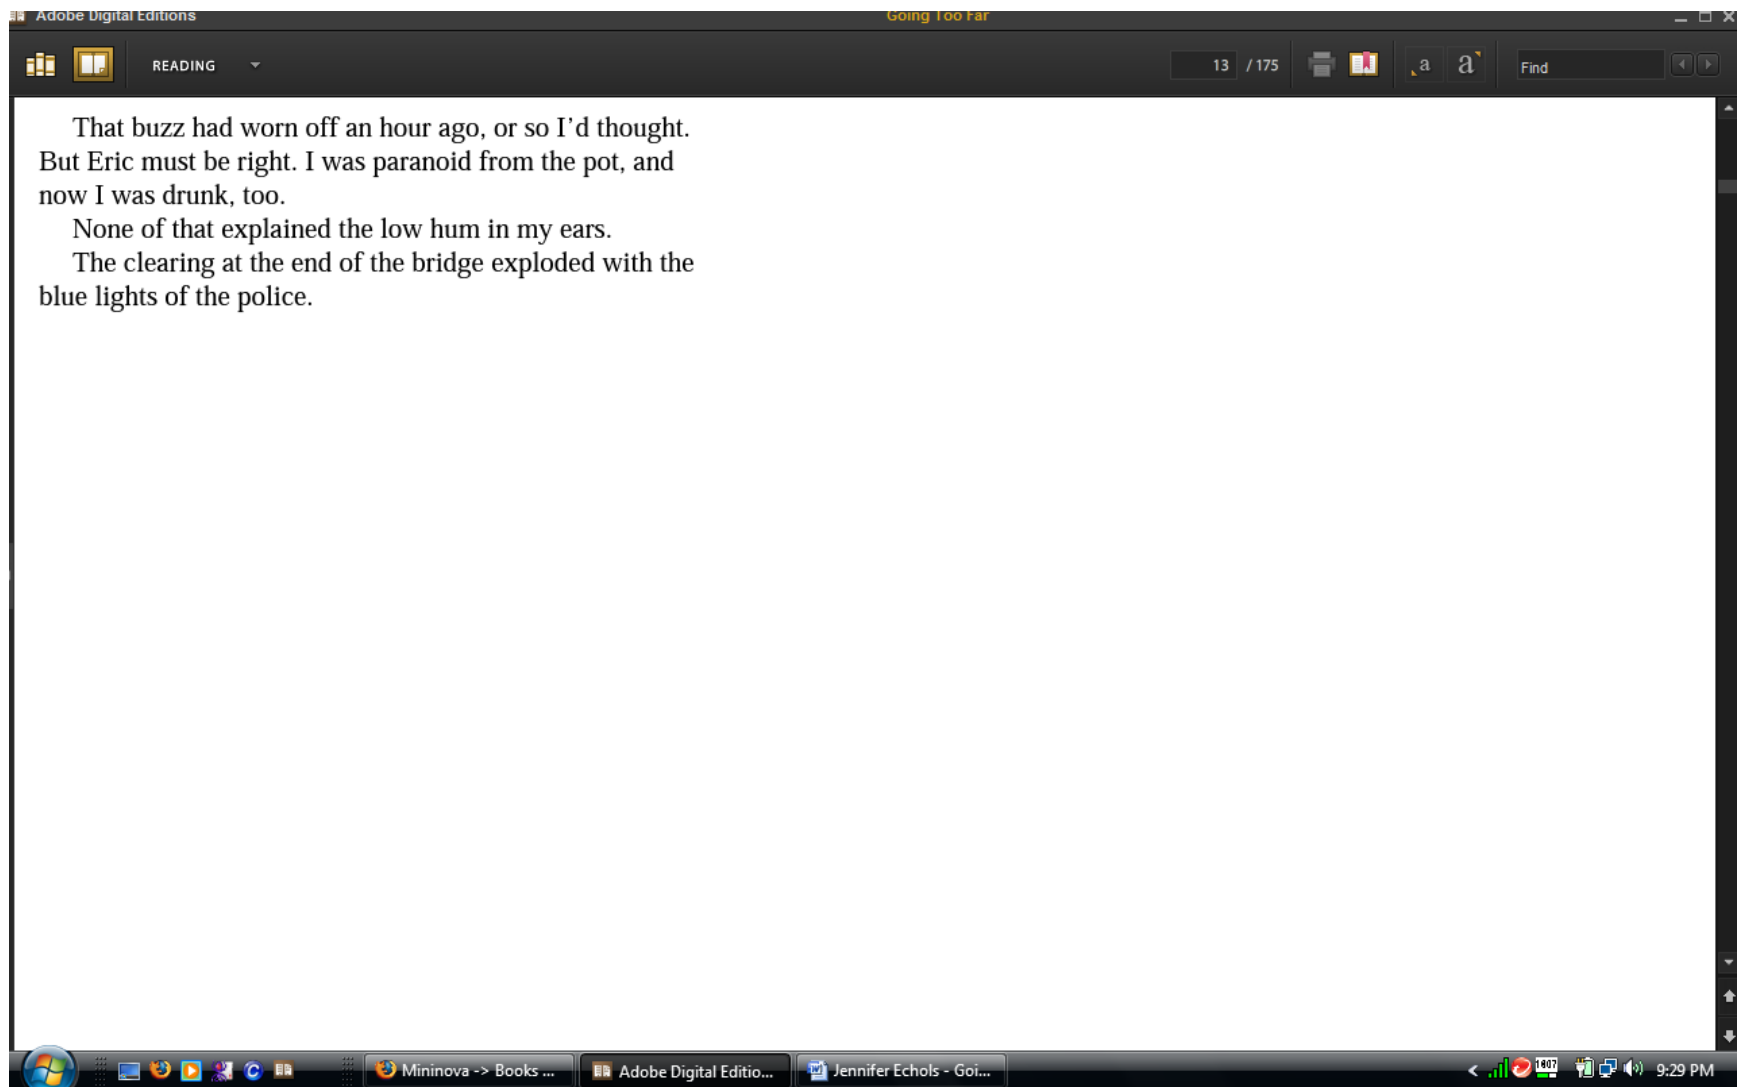 Adobe Digital Editions
Going Too Far
READING
13 / 175
a a
Find
That buzz had worn off an hour ago, or so I’d thought.
But Eric must be right. I was paranoid from the pot, and
now I was drunk, too.
None of that explained the low hum in my ears.
The clearing at the end of the bridge exploded with the
blue lights of the police.
Mininova -> Books ...
Adobe Digital Editio...
Jennifer Echols - Goi...
9:29 PM